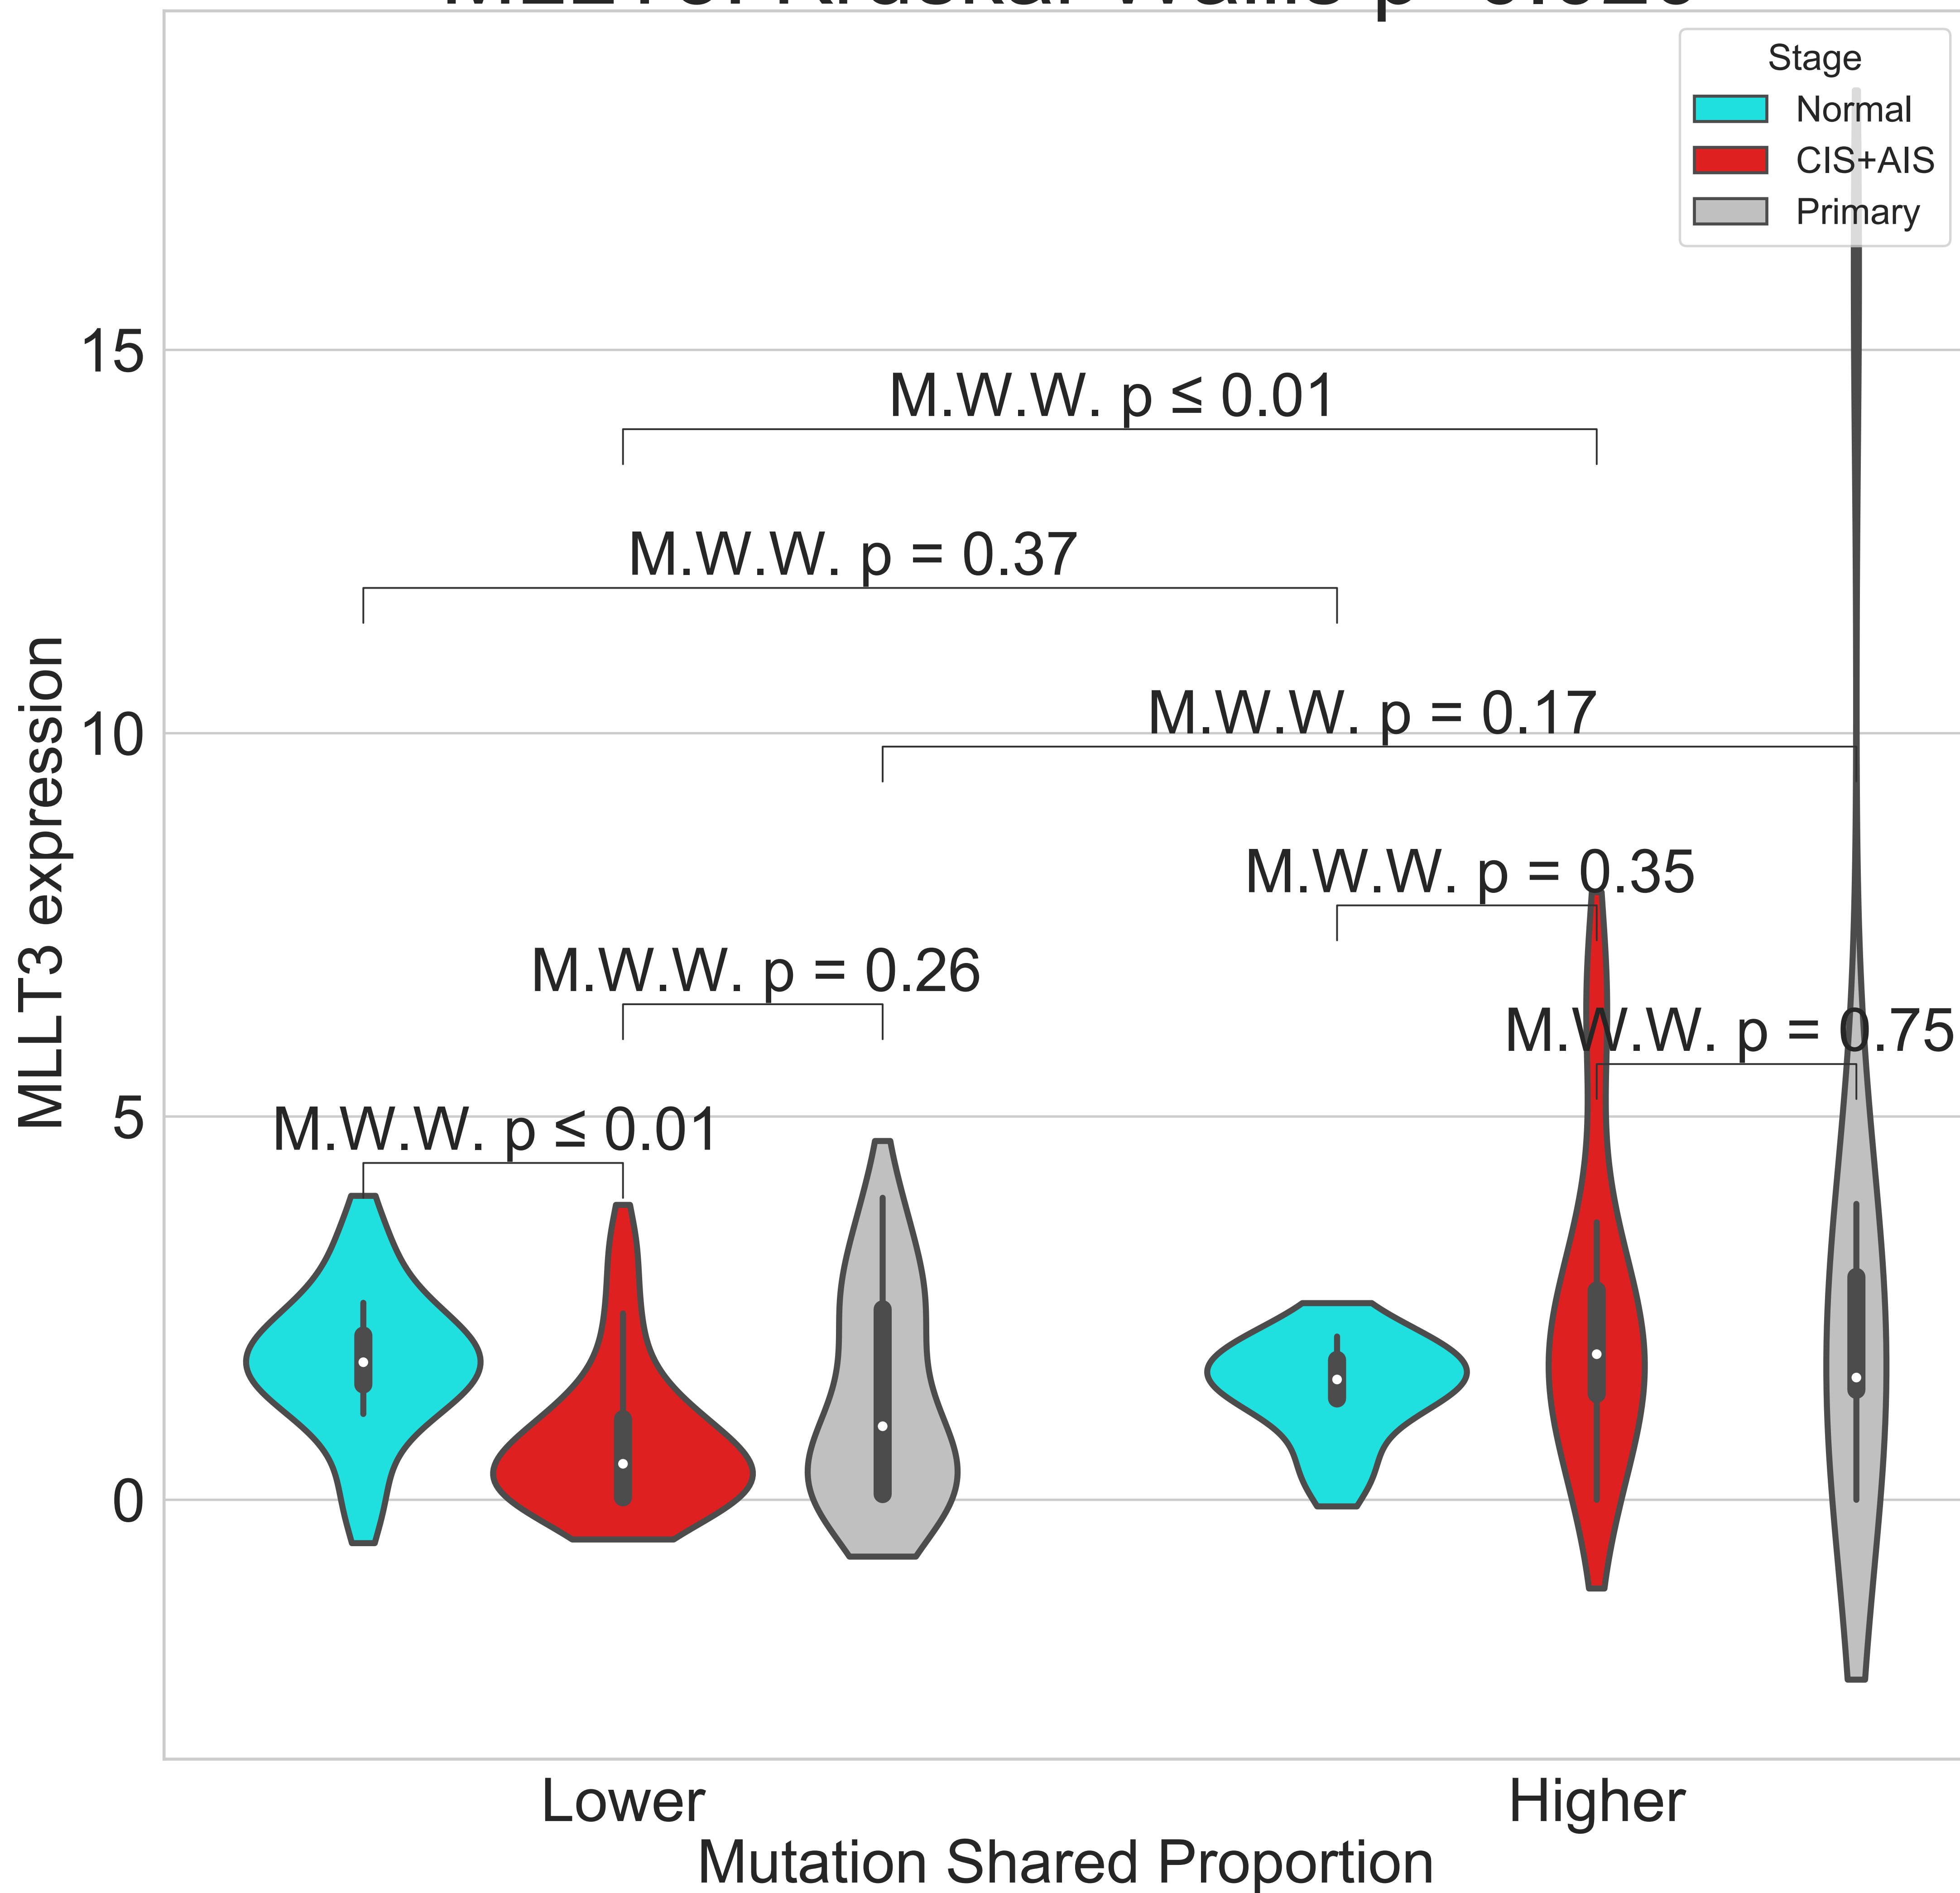 Stage
Normal
CIS+AIS
Primary
15
M.W.W. p ≤ 0.01
M.W.W. p = 0.37
10
M.W.W. p = 0.17
M.W.W. p = 0.35
M.W.W. p = 0.26
M.W.W. p = 0.75
5
M.W.W. p ≤ 0.01
0
MLLT3 expression
Lower
Higher
Mutation Shared Proportion